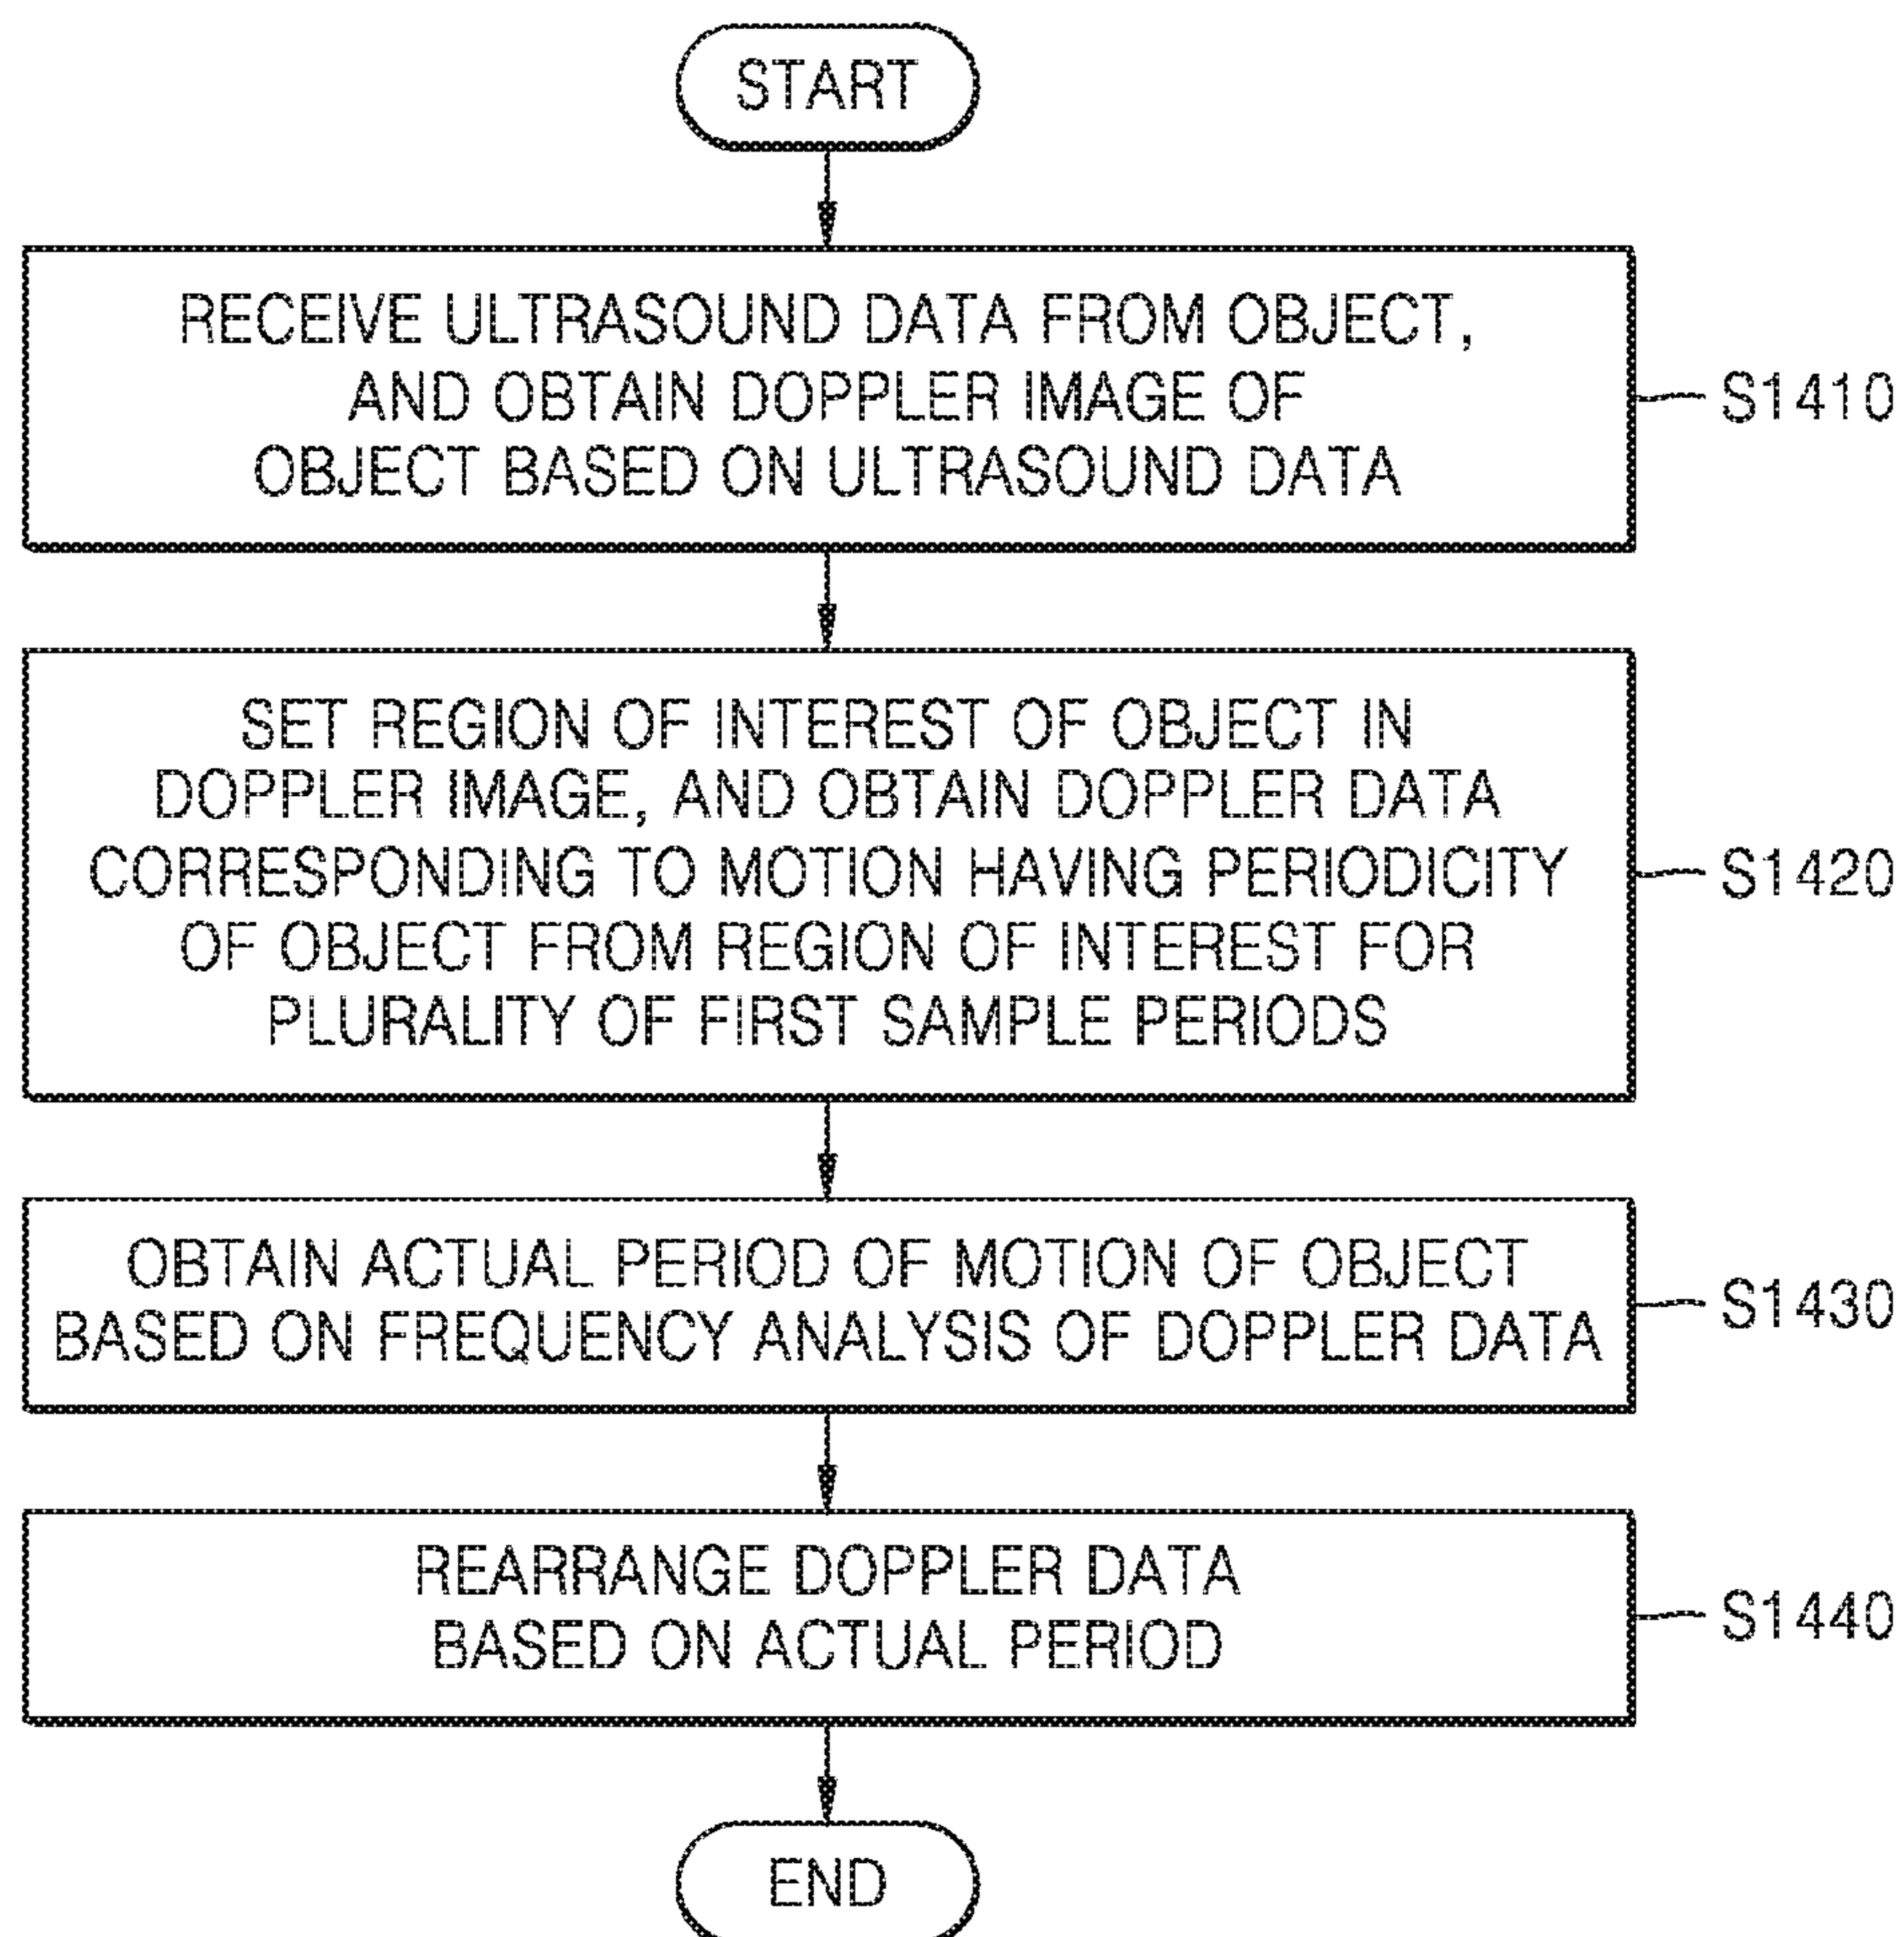 START
RECEIVE ULTRASOUND DATA FROM OBJECT,
AND OBTAIN DOPPLER IMAGE OF
OBJECT BASED ON ULTRASOUND DATA
S1410
SET REGION OF INTEREST OF OBJECT IN
DOPPLER IMAGE, AND OBTAIN DOPPLER DATA
CORRESPONDING TO MOTION HAVING PERIODICITY
OF OBJECT FROM REGION OF INTEREST FOR
PLURALITY OF FIRST SAMPLE PERIODS
S1420
OBTAIN ACTUAL PERIOD OF MOTION OF OBJECT
BASED ON FREQUENCY ANALYSIS OF DOPPLER DATA
S1430
REARRANGE DOPPLER DATA
BASED ON ACTUAL PERIOD
S1440
END